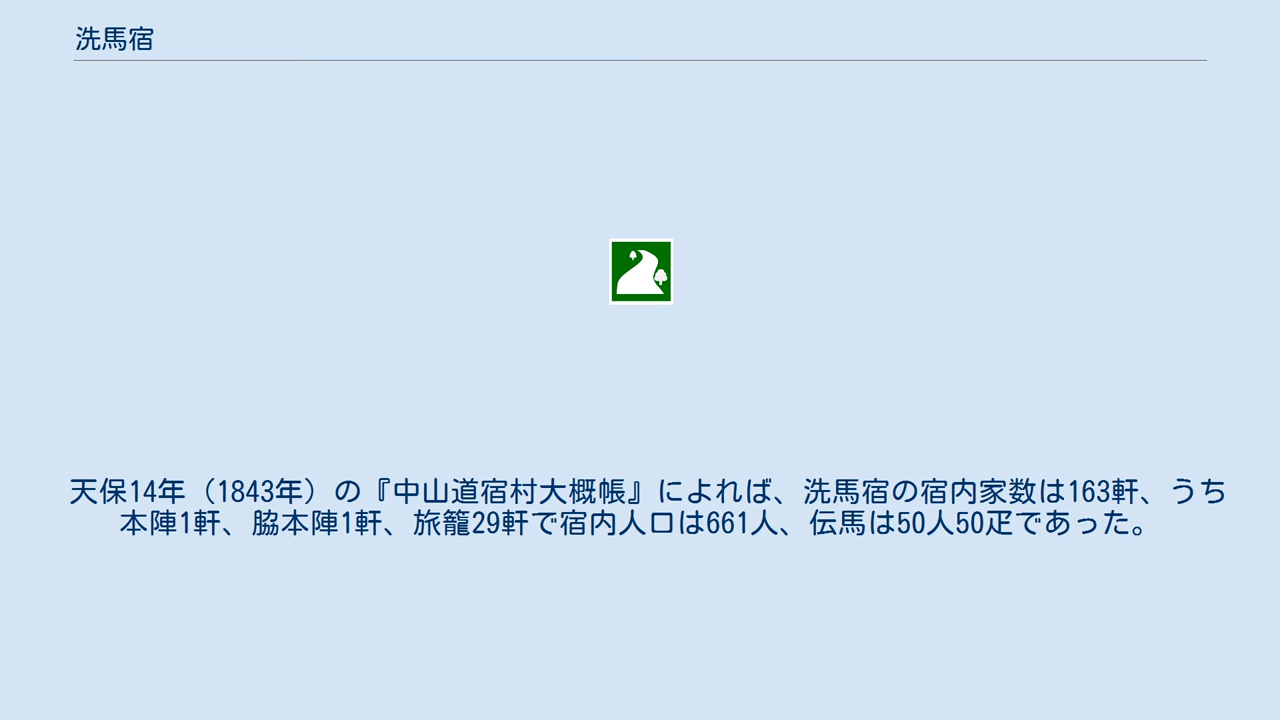 洗馬宿
天保14年（1843年）の『中山道宿村大概帳』によれば、洗馬宿の宿内家数は163軒、うち
本陣1軒、脇本陣1軒、旅籠29軒で宿内人口は661人、伝馬は50人50疋であった。